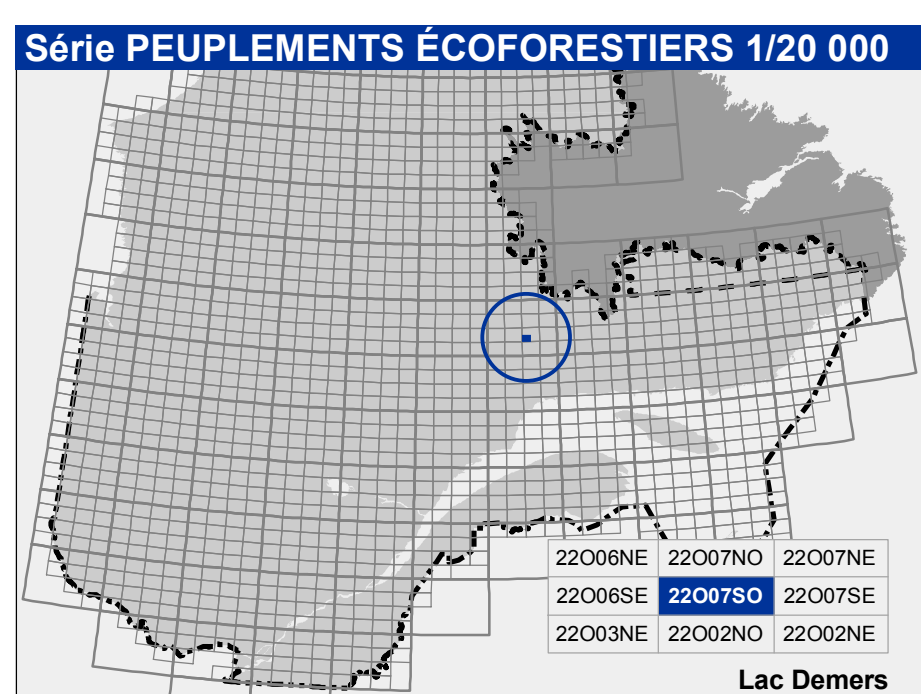 Série PEUPLEMENTS ÉCOFORESTIERS 1/20 000
22O06NE 22O07NO 22O07NE
22O06SE 22O07SO 22O07SE
22O03NE 22O02NO 22O02NE
Lac Demers